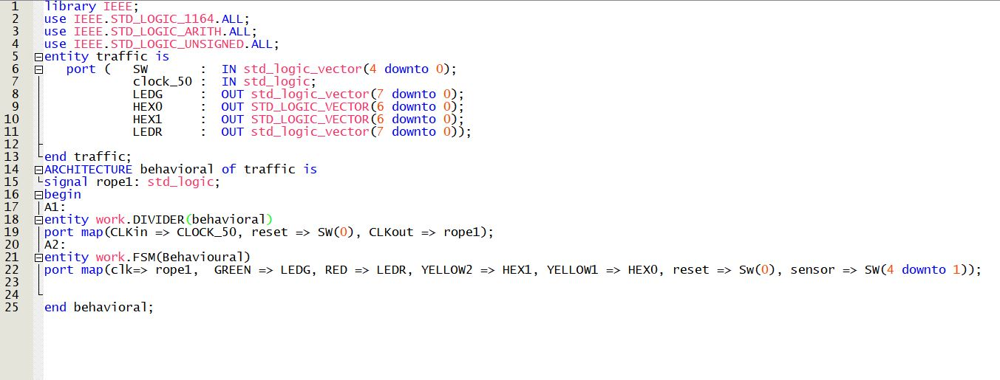 1 library IEEE;
2 use IEEE.STD_LOGIC_1164.ALL;
3 use IEEE.STD_LOGIC_ARITH.ALL;
4 use IEEE.STD_LOGIC_UNSIGNED.ALL;
5 entity traffic is
6 port ( SW : IN std_logic_vector(4 downto 0);
7 clock_50 : IN std_logic;
8 LEDG : OUT std_logic_vector(7 downto 0);
9 HEX0 : OUT STD_LOGIC_VECTOR(6 downto 0);
10 HEX1 : OUT STD_LOGIC_VECTOR(6 downto 0);
11 LEDR : OUT std_logic_vector(7 downto 0));
12
13 end traffic;
14 ARCHITECTURE behavioral of traffic is
15 signal rope1: std_logic;
16 begin
17 A1:
18 entity work.DIVIDER(behavioral)
19 port map(CLKin => CLOCK_50, reset => SW(0), CLKout => rope1);
20 A2:
21 entity work.FSM(Behavioural)
22 port map(clk=> rope1, GREEN => LEDG, RED => LEDR, YELLOW2 => HEX1, YELLOW1 => HEX0, reset => Sw(0), sensor => SW(4 downto 1));
23
24
25 end behavioral;